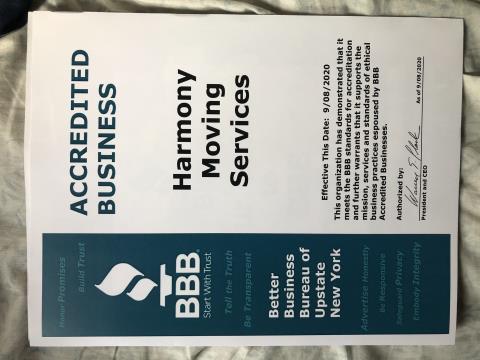 ACCREDITED
BUSINESS
Harmony
Moving
Services
Effective This Date: 9/08/2020
This organization has demonstrated that it
meets the BBB standards for accreditation
and further warrants that it supports the
mission, services and standards of ethical
business practices espoused by BBB
Accredited Businesses.
Authorized by:
As of 9/08/2020
President and CEO
Honor Promises
Build Trust
BBB®
Start With Trust
Tell the Truth
Be Transparent
Better
Business
Bureau of
Upstate
New York
Advertise Honestly
Be Responsive
Safeguard Privacy
Embody Integrity